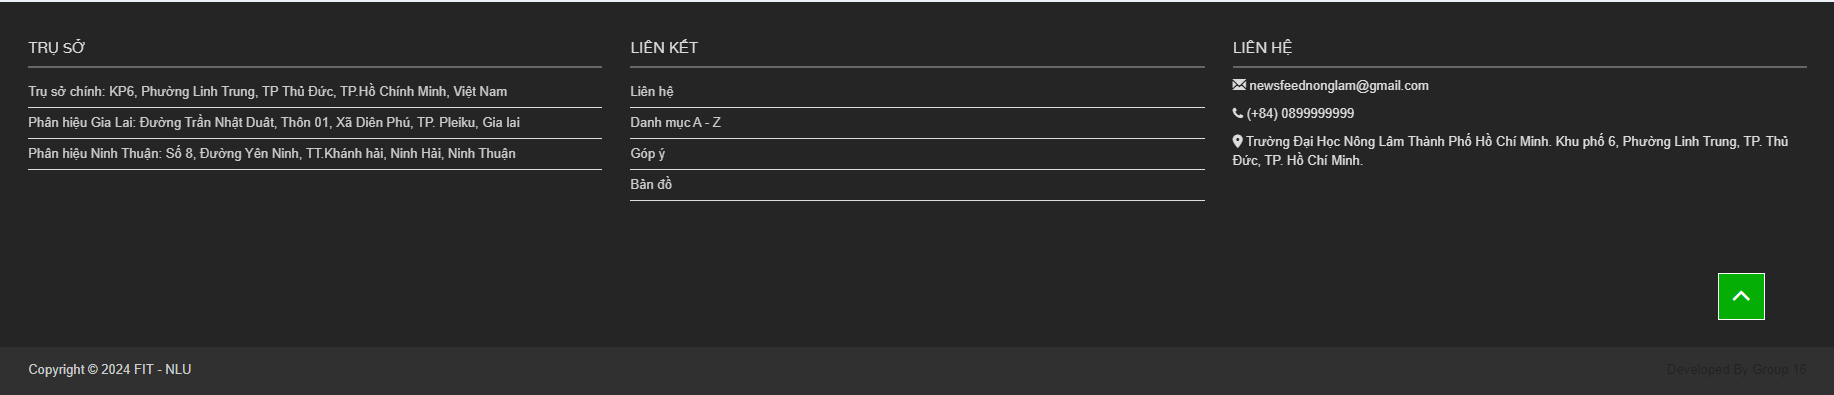 TRỤ SỞ
Trụ sở chính: KP6, Phường Linh Trung, TP Thủ Đức, TP.Hồ Chính Minh, Việt Nam
Phân hiệu Gia Lai: Đường Trần Nhật Duật, Thôn 01, Xã Diên Phú, TP. Pleiku, Gia lai
Phân hiệu Ninh Thuận: Số 8, Đường Yên Ninh, TT.Khánh hải, Ninh Hải, Ninh Thuận
LIÊN KẾT
Liên hệ
Danh mục A - Z
Góp ý
Bản đồ
LIÊN HỆ
newsfeednonglam@gmail.com
(+84) 0899999999
Trường Đại Học Nông Lâm Thành Phố Hồ Chí Minh. Khu phố 6, Phường Linh Trung, TP. Thủ
Đức, TP. Hồ Chí Minh.
Copyright © 2024 FIT - NLU
Developed By Group 16